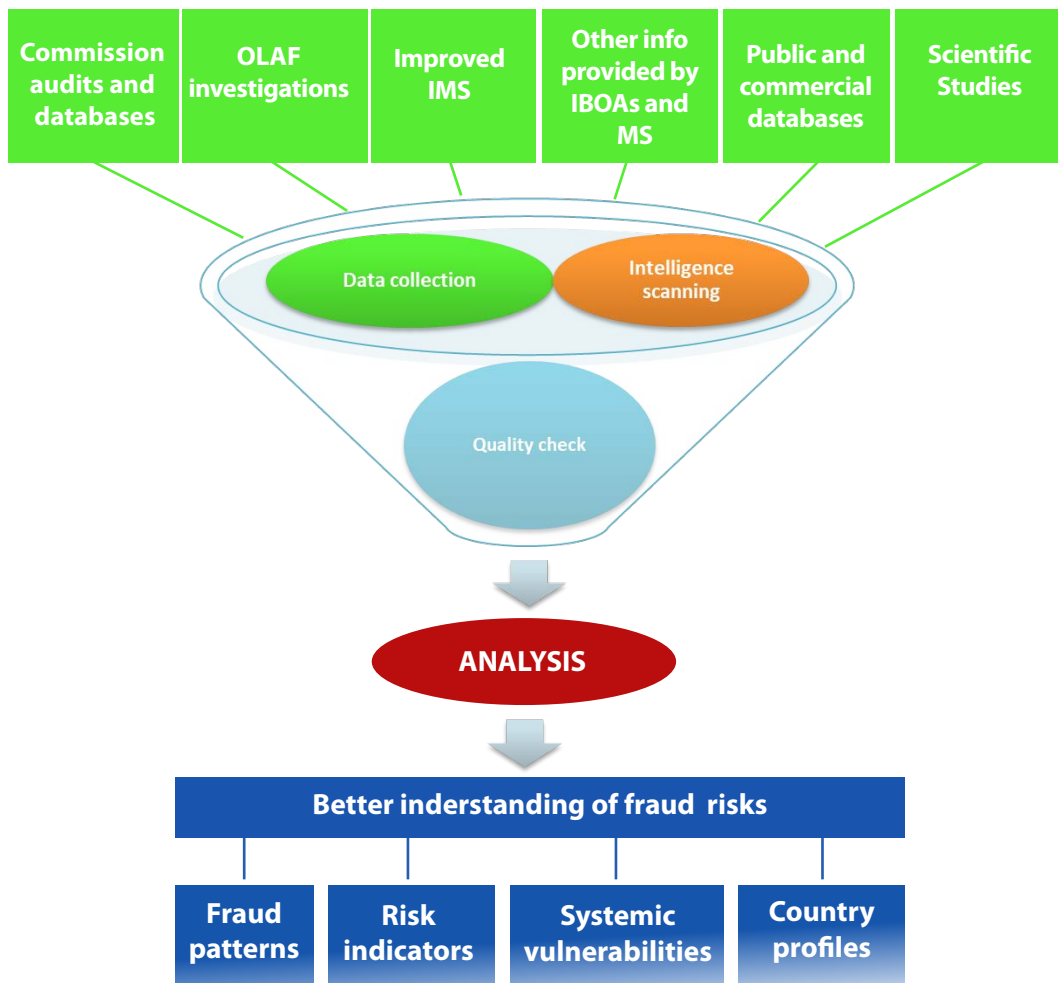 Commission
audits and
databases
OLAF
investigations
Improved
IMS
Other info
provided by
IBOAs and
MS
Public and
commercial
databases
Scientific
Studies
Data collection
Intelligence
scanning
Quality check
ANALYSIS
Better inderstanding of fraud risks
Fraud
patterns
Risk
indicators
Systemic
vulnerabilities
Country
profiles